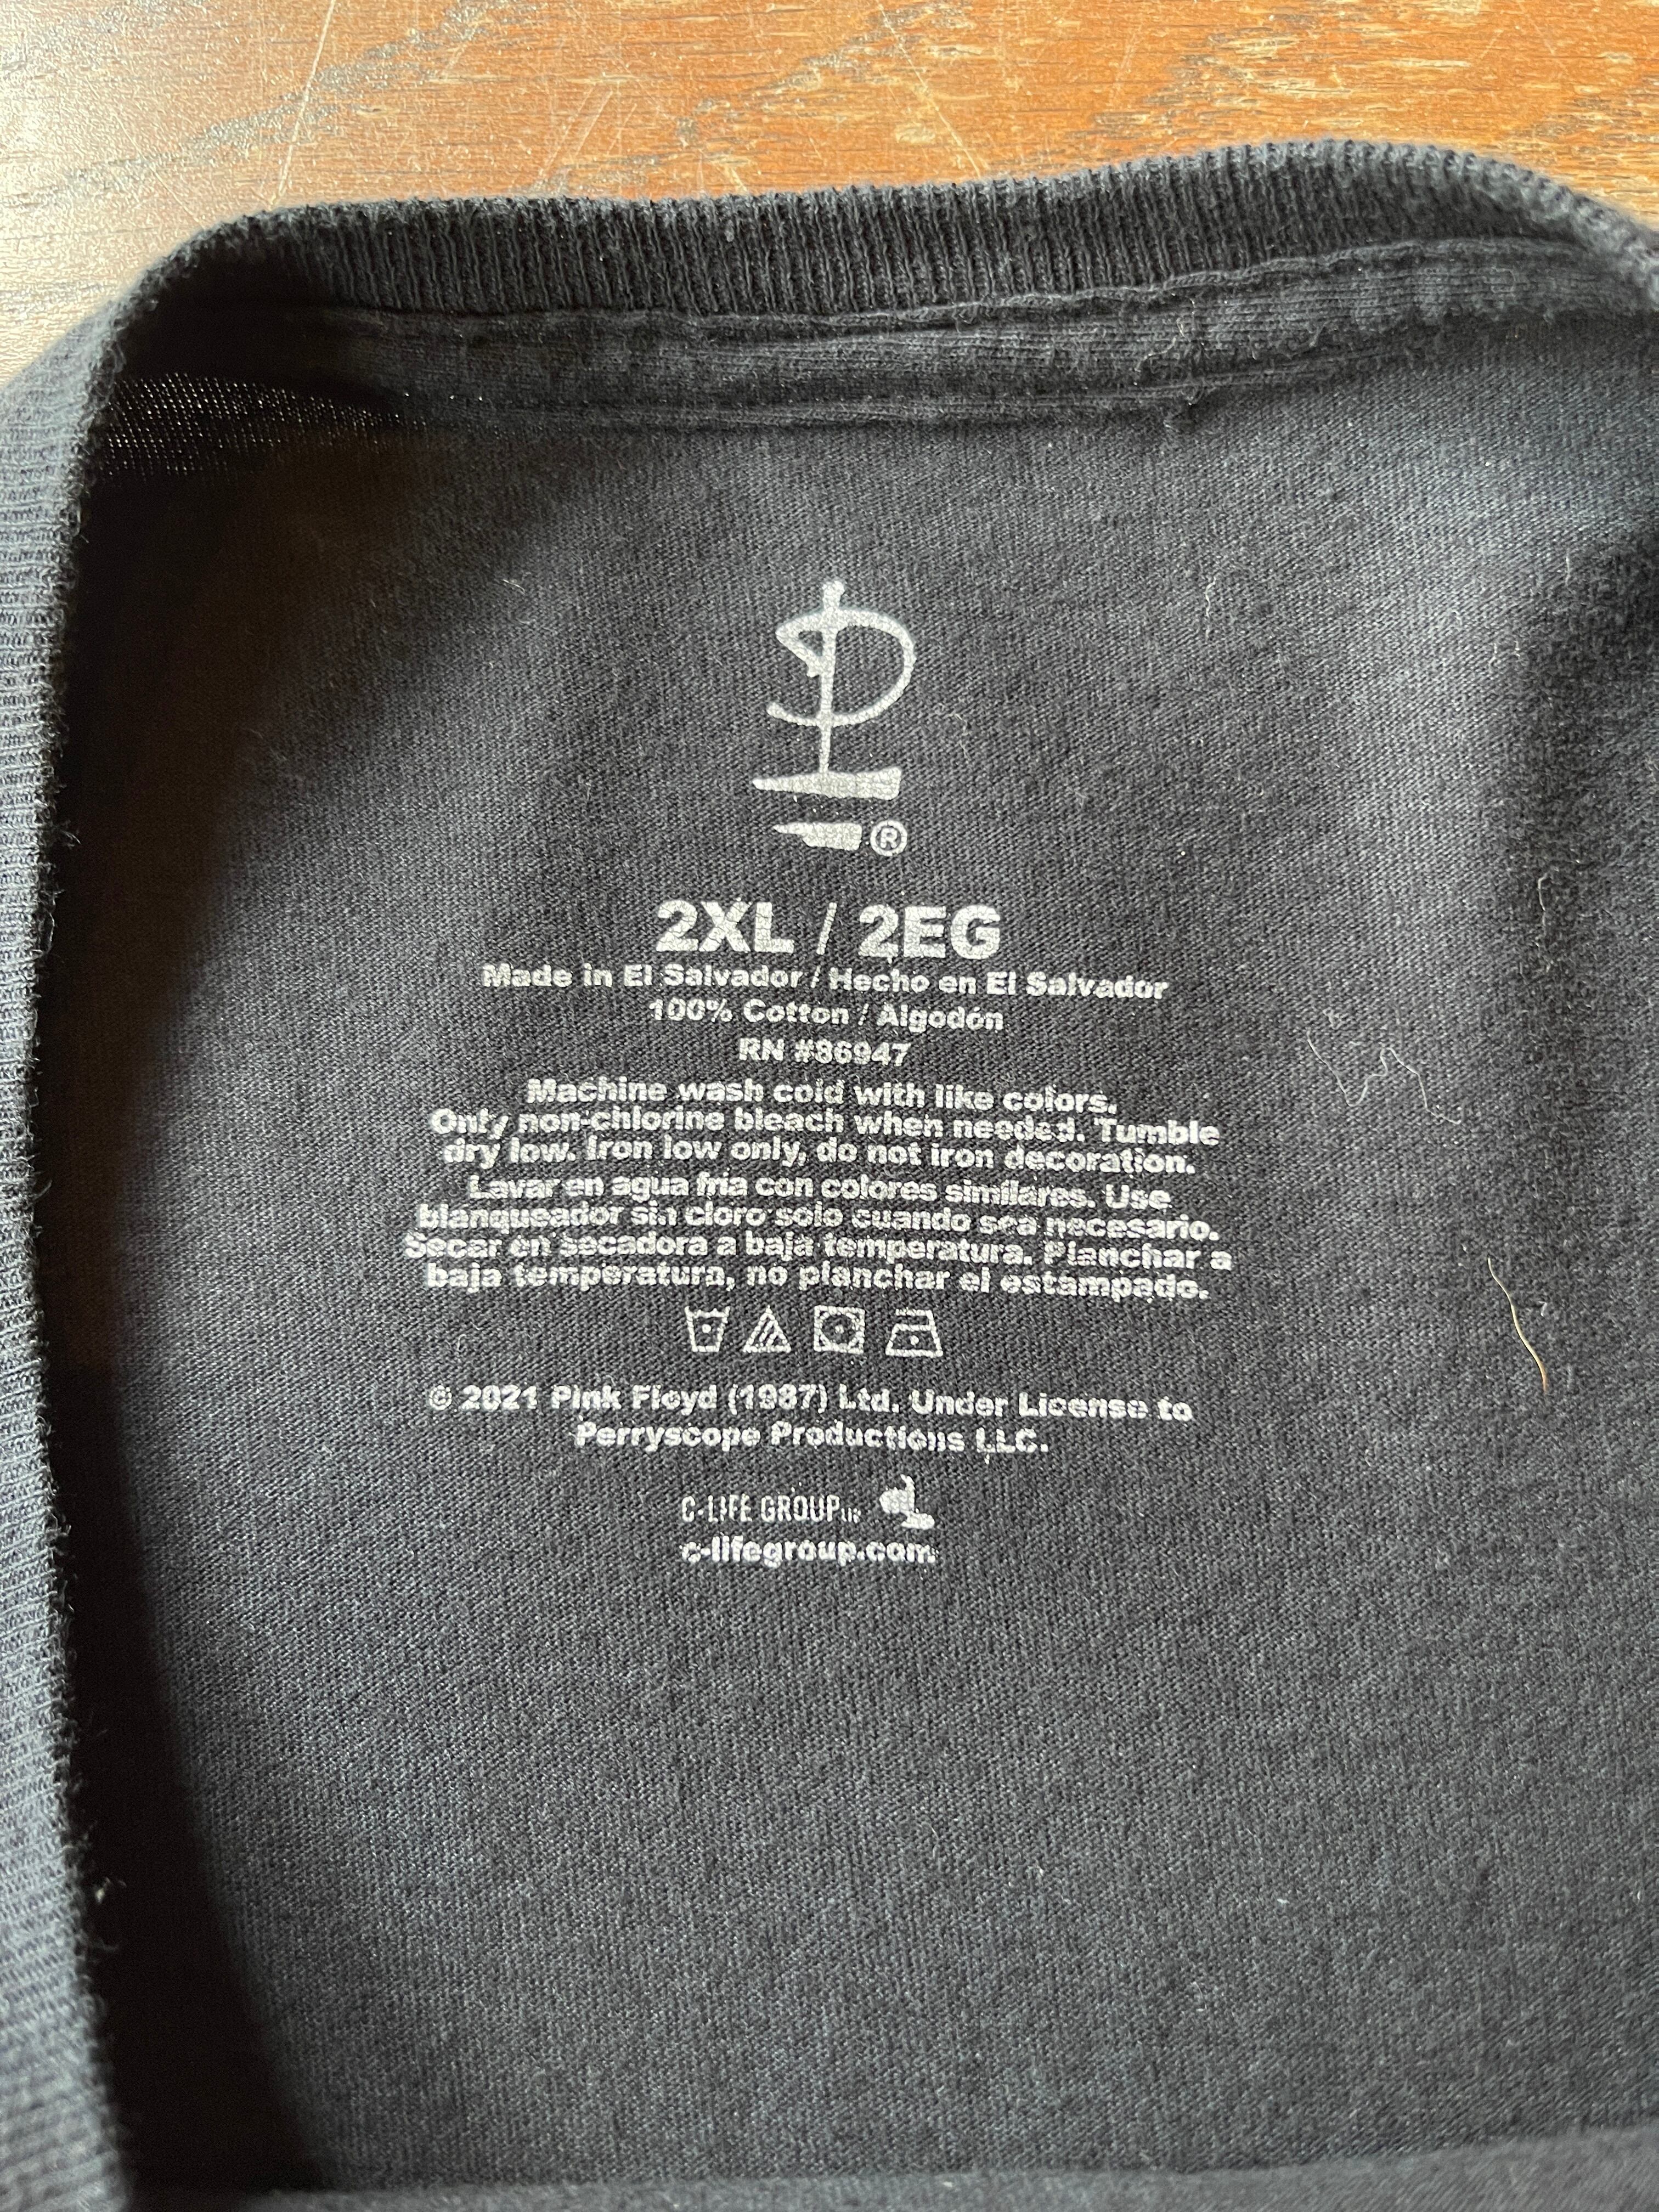 ®
2XL / 2EG
Made in El Salvador / Hecho en El Salvador
100% Cotton / Algodón
RN #86947
Machine wash cold with like colors.
Only non-chlorine bleach when needed. Tumble
dry low. Iron low only, do not iron decoration.
Lavar en agua fria con colores similares. Use
blanqueador sin cloro solo cuando sea necesario.
Secar en secadora a baja temperatura. Planchar a
baja temperatura, no planchar el estampado.
© 2021 Pink Floyd (1987) Ltd. Under License to
Perryscope Productions LLC.
C-LIFE GROUP
c-lifegroup.com